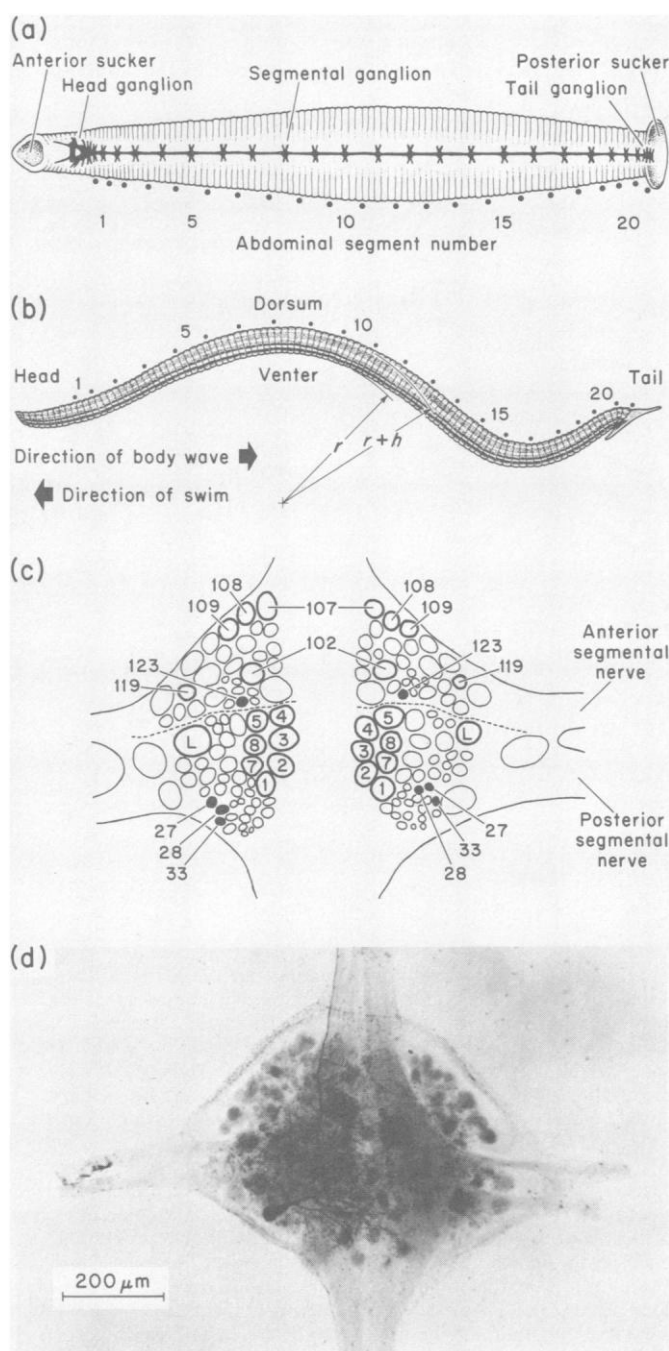 (a)
Anterior sucker
Head ganglion
Segmental ganglion
Posterior sucker
Tail ganglion
1 5 10 15 20
Abdominal segment number
(b)
Dorsum
5 10
Head 1 Venter 15 20 Tail
r r+h
Direction of body wave
Direction of swim
(c)
108 108
109 107 109
123 102 123
119 119
Anterior
segmental
nerve
5 4 5
L 3 4 8 L
8 3
7 2 7
1 2 1
27 27
28 33
33 28
Posterior
segmental
nerve
(d)
200 μm